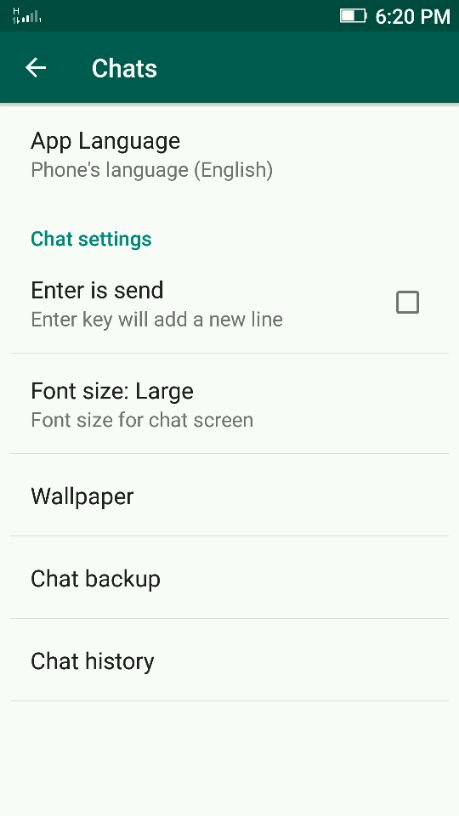 H
6:20 PM
Chats
App Language
Phone's language (English)
Chat settings
Enter is send
Enter key will add a new line
Font size: Large
Font size for chat screen
Wallpaper
Chat backup
Chat history